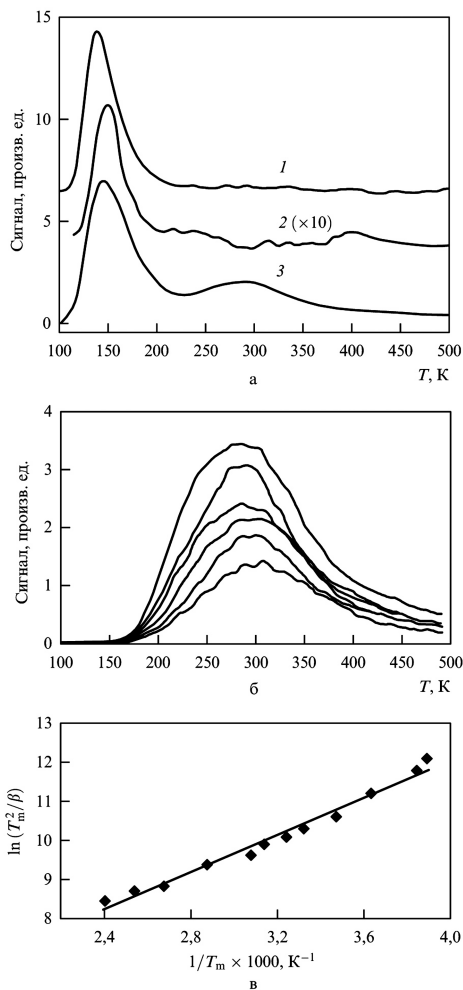 15
10
5
0
Сигнал, произв. ед.
1
2 (×10)
3
100 150 200 250 300 350 400 450 500
T, К
а
4
3
2
1
0
Сигнал, произв. ед.
100 150 200 250 300 350 400 450 500
T, К
б
13
12
11
10
9
8
ln (T²ₘ/β)
2,4 2,8 3,2 3,6 4,0
1/Tₘ × 1000, К⁻¹
в